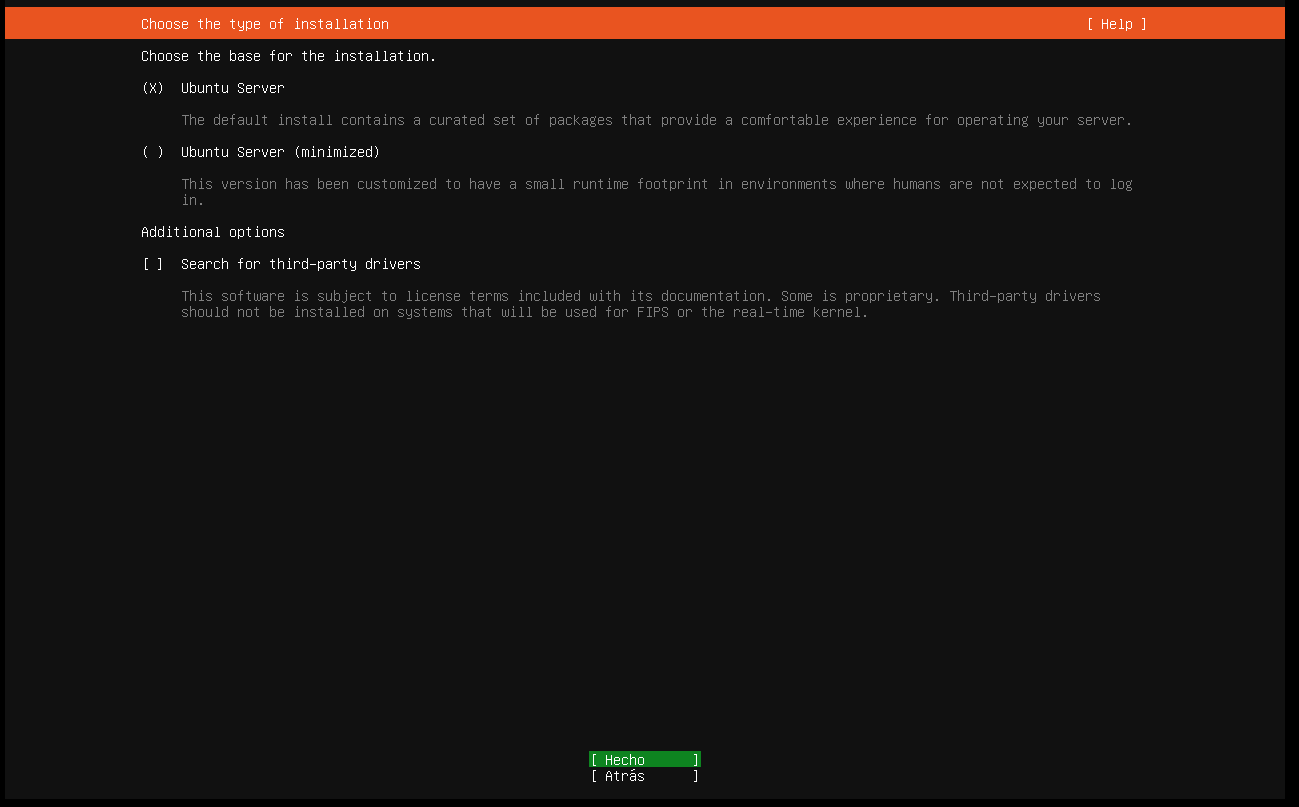 Choose the type of installation [ Help ]
Choose the base for the installation.
(X) Ubuntu Server
The default install contains a curated set of packages that provide a comfortable experience for operating your server.
( ) Ubuntu Server (minimized)
This version has been customized to have a small runtime footprint in environments where humans are not expected to log
in.
Additional options
[ ] Search for third-party drivers
This software is subject to license terms included with its documentation. Some is proprietary. Third-party drivers
should not be installed on systems that will be used for FIPS or the real-time kernel.
[ Hecho ]
[ Atrás ]